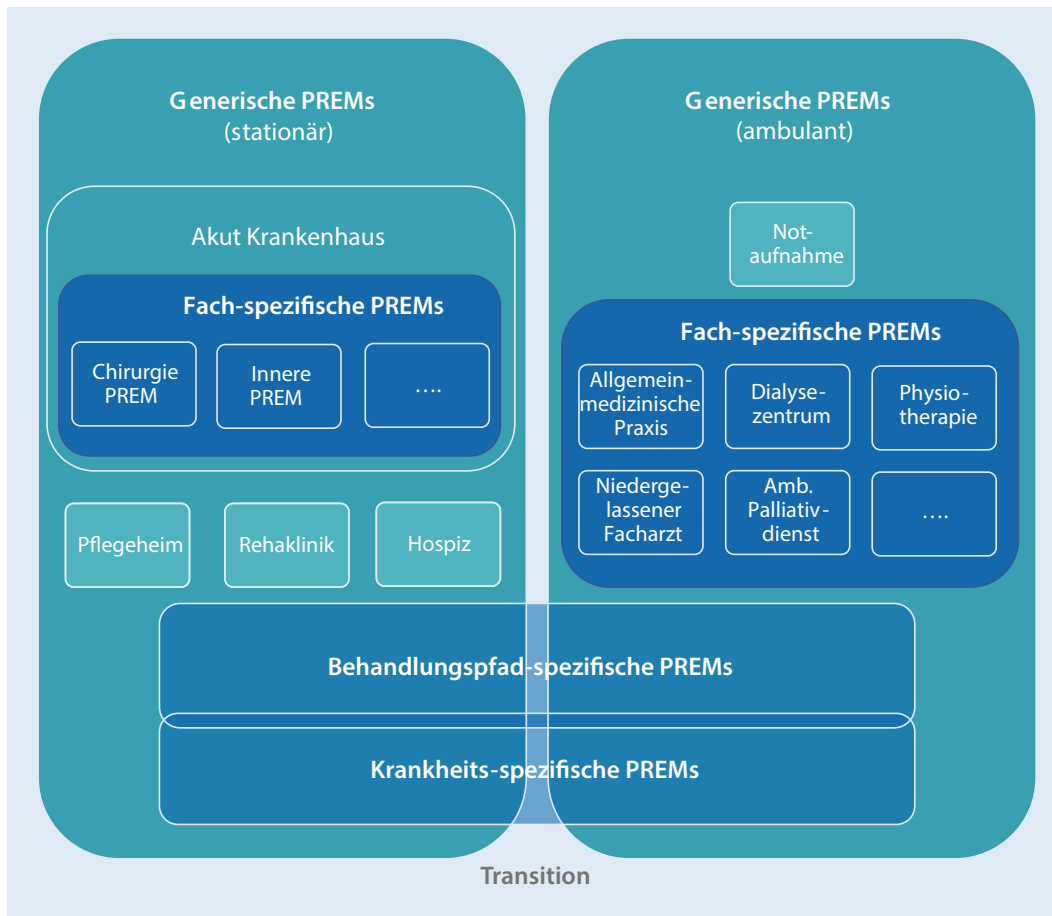 Generische PREMs
(stationär)
Akut Krankenhaus
Fach-spezifische PREMs
Chirurgie
PREM
Innere
PREM
....
Pflegeheim
Rehaklinik
Hospiz
Generische PREMs
(ambulant)
Not-
aufnahme
Fach-spezifische PREMs
Allgemein-
medizinische
Praxis
Dialyse-
zentrum
Physio-
therapie
Niederge-
lassener
Facharzt
Amb.
Palliativ-
dienst
....
Behandlungspfad-spezifische PREMs
Krankheits-spezifische PREMs
Transition